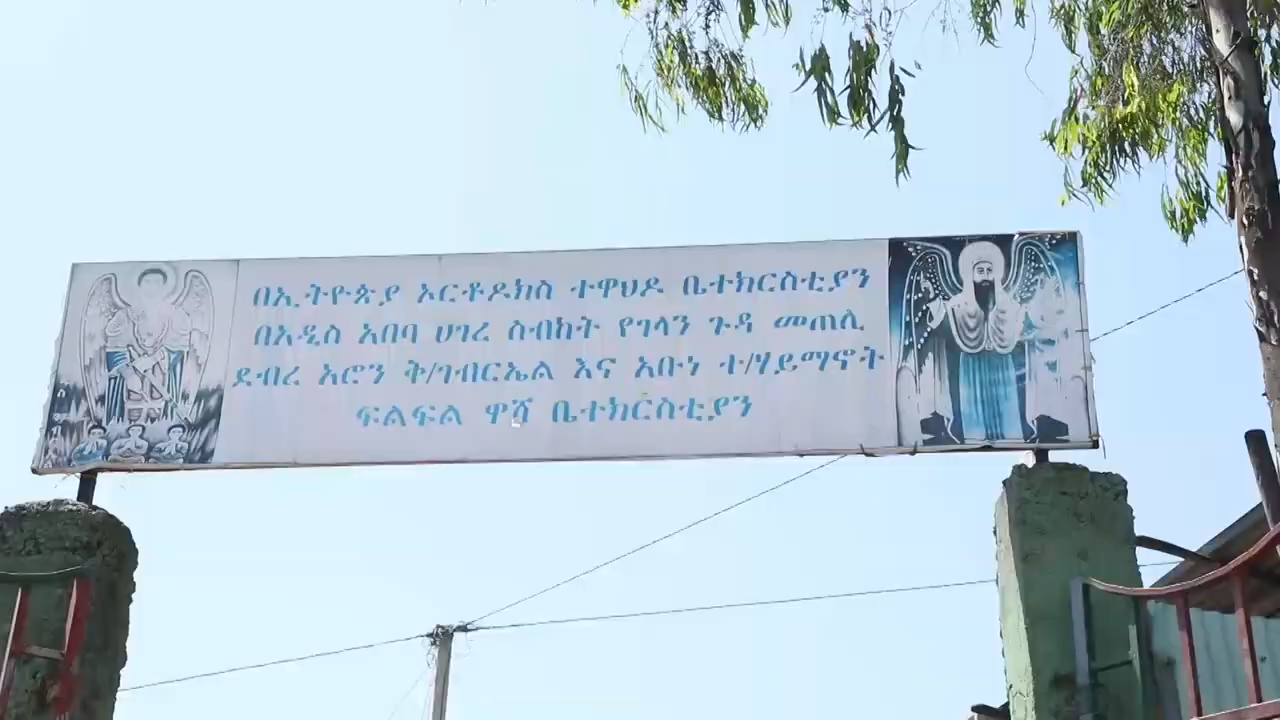 በኢትዮጵያ ኦርቶዶክስ ተዋህዶ ቤተክርስቲያን
በአዲስ አበባ ሀገረ ስብከት የገላን ጉዳ መጠሊ
ደብረ አሮን ቅ/ገብርኤል እና አቡነ ተ/ሃይማኖት
ፍልፍል ዋሻ ቤተክርስቲያን